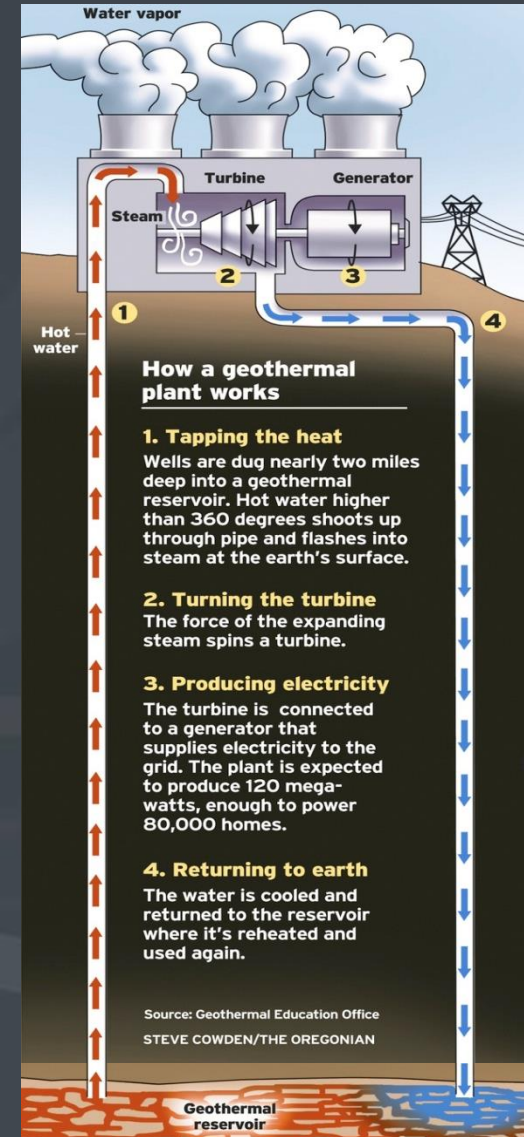 Water vapor
Turbine
Generator
Steam
2
3
1
4
Hot
water
How a geothermal
plant works
1. Tapping the heat
Wells are dug nearly two miles
deep into a geothermal
reservoir. Hot water higher
than 360 degrees shoots up
through pipe and flashes into
steam at the earth's surface.
2. Turning the turbine
The force of the expanding
steam spins a turbine.
3. Producing electricity
The turbine is connected
to a generator that
supplies electricity to the
grid. The plant is expected
to produce 120 mega-
watts, enough to power
80,000 homes.
4. Returning to earth
The water is cooled and
returned to the reservoir
where it's reheated and
used again.
Source: Geothermal Education Office
STEVE COWDEN/THE OREGONIAN
Geothermal
reservoir